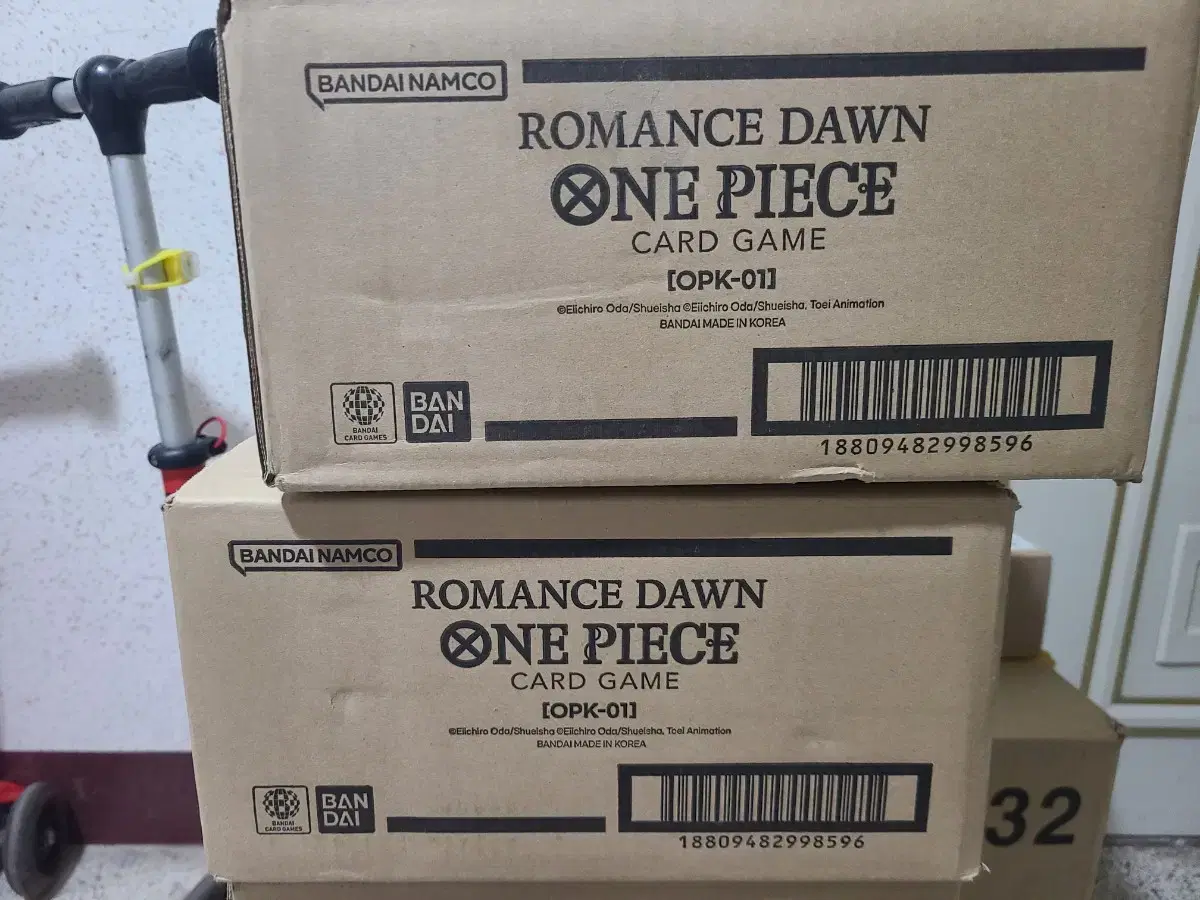 BANDAI NAMCO
ROMANCE DAWN
ONE PIECE
CARD GAME
[OPK-01]
©Eiichiro Oda/Shueisha ©Eiichiro Oda/Shueisha, Toei Animation
BANDAI MADE IN KOREA
BANDAI
CARD GAMES
BAN
DAI
18809482998596
BANDAI NAMCO
ROMANCE DAWN
ONE PIECE
CARD GAME
[OPK-01]
©Eiichiro Oda/Shueisha ©Eiichiro Oda/Shueisha, Toei Animation
BANDAI MADE IN KOREA
BANDAI
CARD GAMES
BAN
DAI
18809482998596
32